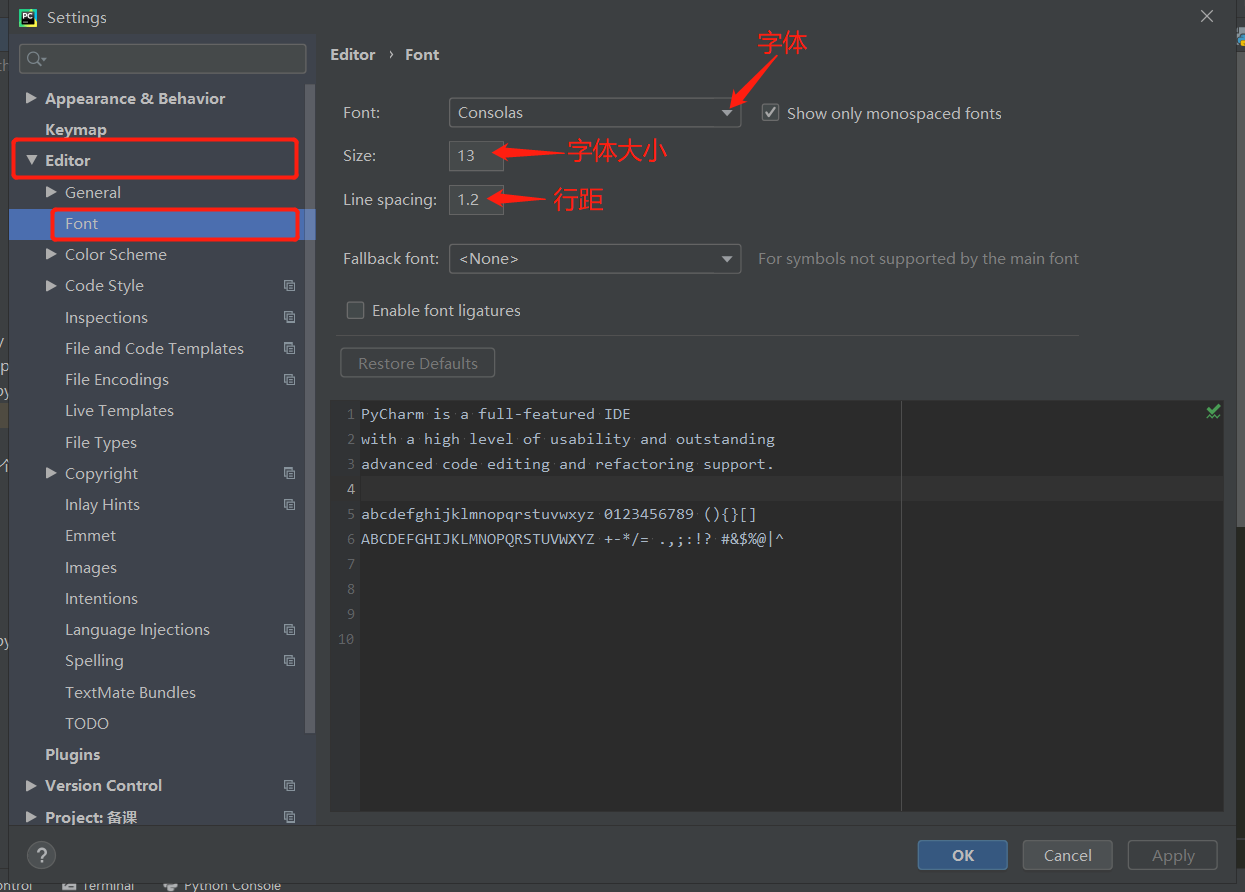 Settings
Editor › Font
字体
Appearance & Behavior
Keymap
Editor
General
Font
Color Scheme
Code Style
Inspections
File and Code Templates
File Encodings
Live Templates
File Types
Copyright
Inlay Hints
Emmet
Images
Intentions
Language Injections
Spelling
TextMate Bundles
TODO
Plugins
Version Control
Project: 备课
Font: Consolas
Show only monospaced fonts
Size: 13
字体大小
Line spacing: 1.2
行距
Fallback font: <None>
For symbols not supported by the main font
Enable font ligatures
Restore Defaults
1 PyCharm is a full-featured IDE
2 with a high level of usability and outstanding
3 advanced code editing and refactoring support.
4
5 abcdefghijklmnopqrstuvwxyz 0123456789 (){}[]
6 ABCDEFGHIJKLMNOPQRSTUVWXYZ +-*/= .,;:!? #&$%@|^
7
8
9
10
?
OK
Cancel
Apply
Terminal
Python Console